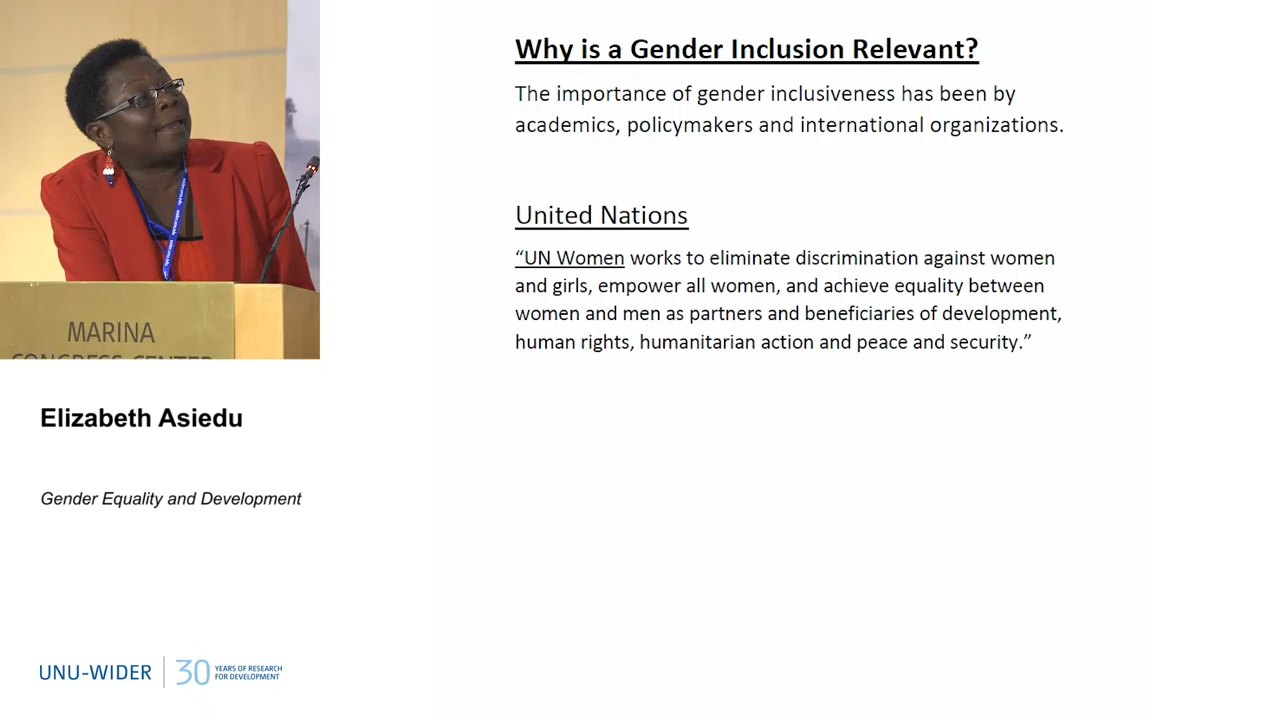 Why is a Gender Inclusion Relevant?
The importance of gender inclusiveness has been by
academics, policymakers and international organizations.
United Nations
“UN Women works to eliminate discrimination against women
and girls, empower all women, and achieve equality between
women and men as partners and beneficiaries of development,
human rights, humanitarian action and peace and security.”
MARINA
CONGRESS CENTER
Elizabeth Asiedu
Gender Equality and Development
UNU-WIDER
30
YEARS OF RESEARCH
FOR DEVELOPMENT